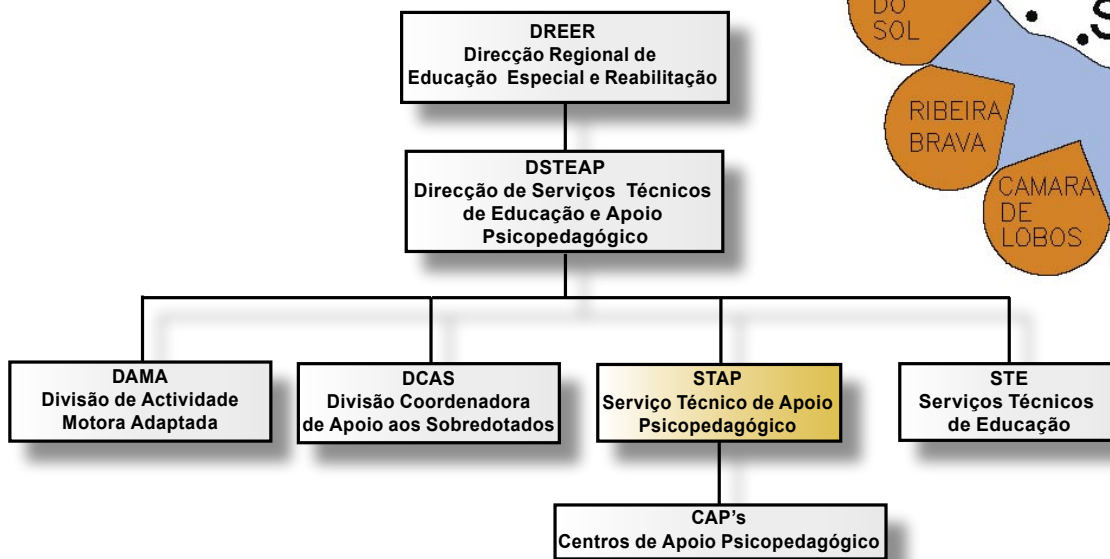 DREER
Direcção Regional de
Educação Especial e Reabilitação
DO
SOL
S
RIBEIRA
BRAVA
CAMARA
DE
LOBOS
DSTEAP
Direcção de Serviços Técnicos
de Educação e Apoio
Psicopedagógico
DAMA
Divisão de Actividade
Motora Adaptada
DCAS
Divisão Coordenadora
de Apoio aos Sobredotados
STAP
Serviço Técnico de Apoio
Psicopedagógico
STE
Serviços Técnicos
de Educação
CAP's
Centros de Apoio Psicopedagógico